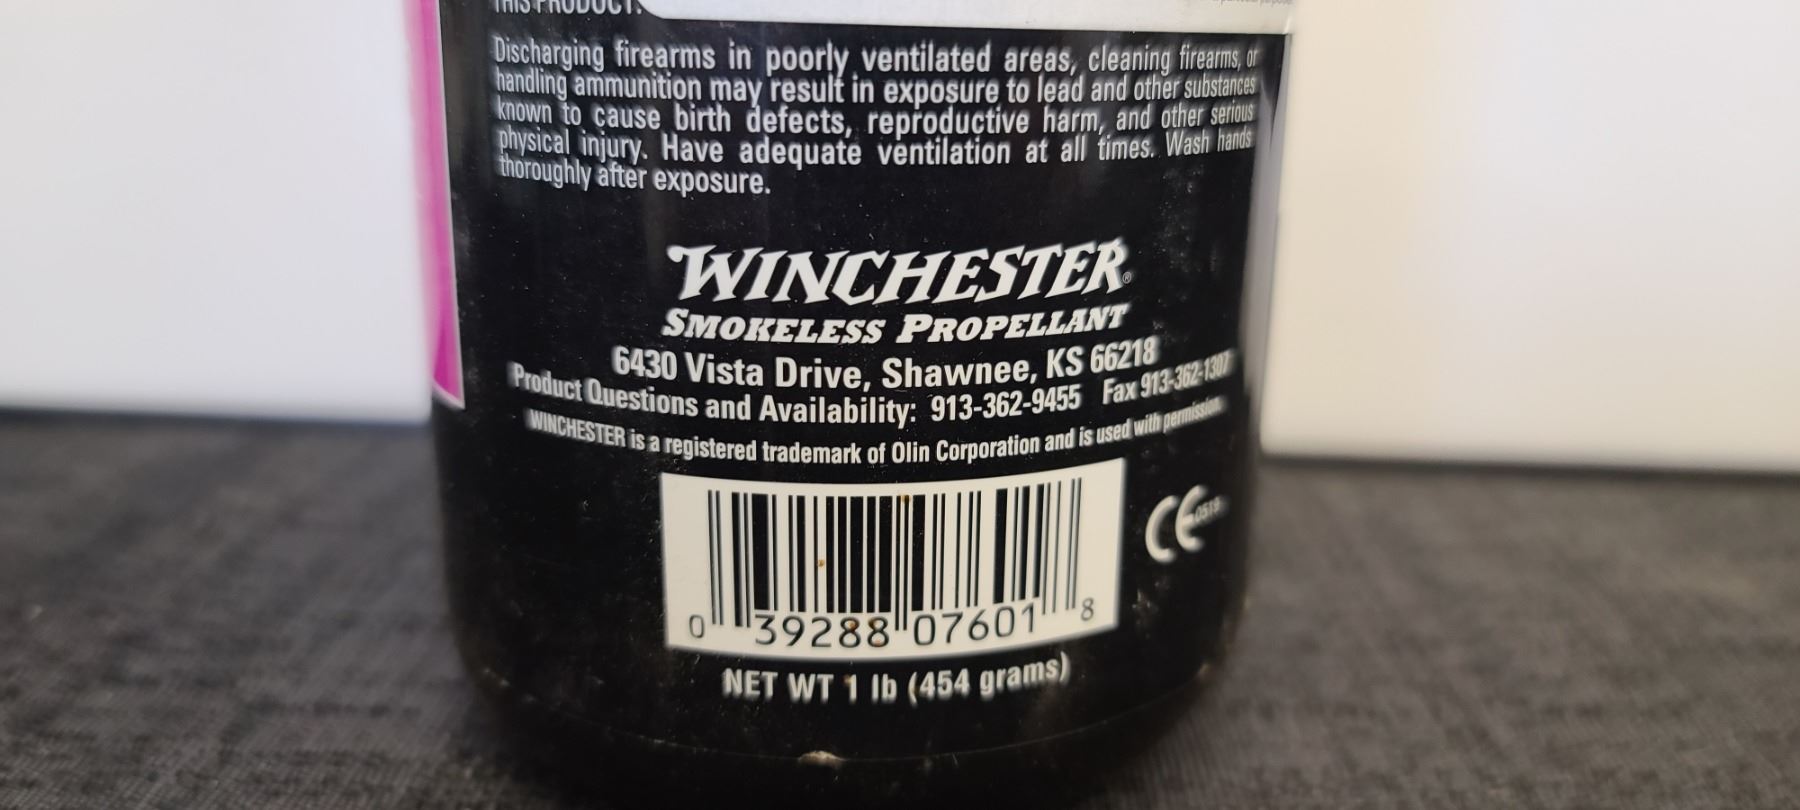 THIS PRODUCT.
Discharging firearms in poorly ventilated areas, cleaning firearms, or
handling ammunition may result in exposure to lead and other substances
known to cause birth defects, reproductive harm, and other serious
physical injury. Have adequate ventilation at all times. Wash hands
thoroughly after exposure.
WINCHESTER®
SMOKELESS PROPELLANT
6430 Vista Drive, Shawnee, KS 66218
Product Questions and Availability: 913-362-9455 Fax 913-362-1307
WINCHESTER is a registered trademark of Olin Corporation and is used with permission.
CE 0519
0 39288 07601 8
NET WT 1 lb (454 grams)